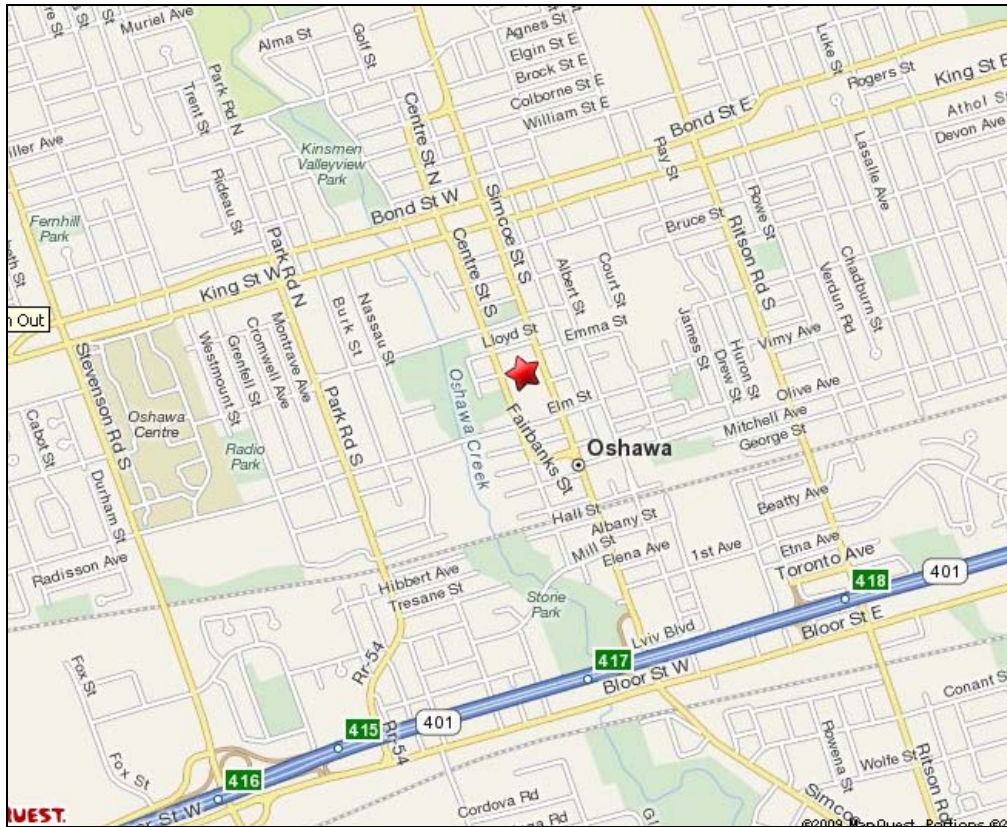 Muriel Ave
Alma St
Golf St
Agnes St
Elgin St E
Brock St E
Colborne St E
William St E
Luke St
Rogers St
King St E
Athol
Devon Ave
Bond St E
Trent St
Park Rd N
Rideau St
Kinsmen
Valleyview
Park
Centre St N
Bond St W
Simcoe St S
Ray St
Lasalle Ave
Fernhill
Park
King St W
Park Rd N
Centre St S
Bruce St
Rowe St
Ritson Rd S
n Out
Burk St
Nassau St
Albert St
Court St
Chadburn St
Verdun Rd
Lloyd St
Emma St
James St
Vimy Ave
Huron St
Drew St
Stevenson Rd S
Westmount St
Grenfell St
Cromwell Ave
Montrave Ave
Oshawa
Centre
Radio
Park
Park Rd S
Oshawa Creek
Fairbanks St
Elm St
Oshawa
Olive Ave
Mitchell Ave
George St
Cabot St
Durham St
Radisson Ave
Hall St
Albany St
Mill St
Elena Ave
1st Ave
Beatty Ave
Etna Ave
Toronto Ave
401
418
Hibbert Ave
Tresane St
Stone
Park
Lviv Blvd
Bloor St E
417
Bloor St W
Fox St
Rr-54
Rr-54
401
415
416
Fox St
Conant St
Rowena St
Wolfe St
Ritson Rd
Cordova Rd
Simcoe
St W
QUEST.
©2009 MapQuest, Portions ©2